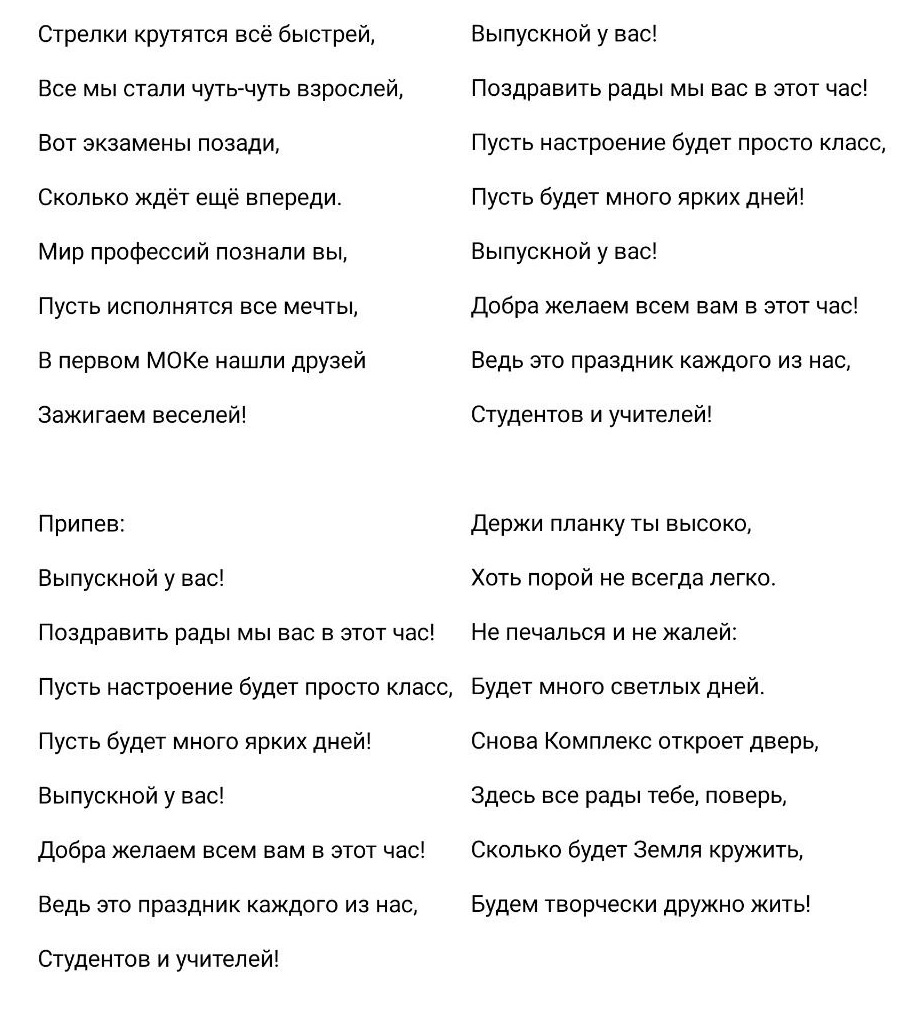 Стрелки крутятся всё быстрей,
Все мы стали чуть-чуть взрослей,
Вот экзамены позади,
Сколько ждёт ещё впереди.
Мир профессий познали вы,
Пусть исполнятся все мечты,
В первом МОКе нашли друзей
Зажигаем веселей!
Припев:
Выпускной у вас!
Поздравить рады мы вас в этот час!
Пусть настроение будет просто класс,
Пусть будет много ярких дней!
Выпускной у вас!
Добра желаем всем вам в этот час!
Ведь это праздник каждого из нас,
Студентов и учителей!
Выпускной у вас!
Поздравить рады мы вас в этот час!
Пусть настроение будет просто класс,
Пусть будет много ярких дней!
Выпускной у вас!
Добра желаем всем вам в этот час!
Ведь это праздник каждого из нас,
Студентов и учителей!
Держи планку ты высоко,
Хоть порой не всегда легко.
Не печалься и не жалей:
Будет много светлых дней.
Снова Комплекс откроет дверь,
Здесь все рады тебе, поверь,
Сколько будет Земля кружить,
Будем творчески дружно жить!